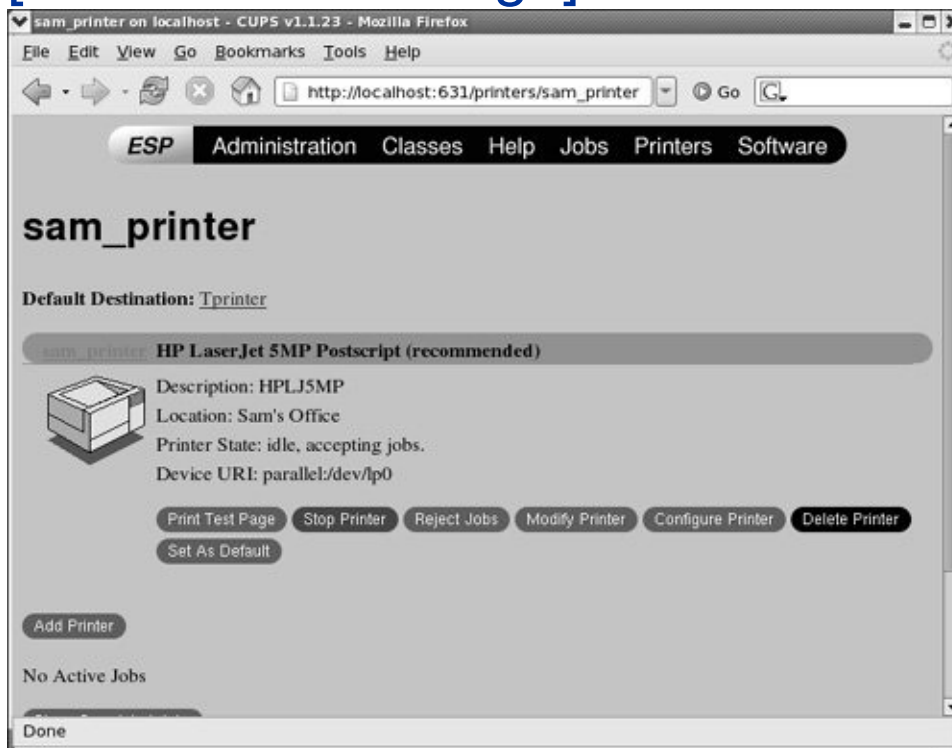 sam_printer on localhost - CUPS v1.1.23 - Mozilla Firefox
File Edit View Go Bookmarks Tools Help
http://localhost:631/printers/sam_printer Go G
ESP Administration Classes Help Jobs Printers Software
sam_printer
Default Destination: Tprinter
sam_printer HP LaserJet 5MP Postscript (recommended)
Description: HPLJ5MP
Location: Sam's Office
Printer State: idle, accepting jobs.
Device URI: parallel:/dev/lp0
Print Test Page Stop Printer Reject Jobs Modify Printer Configure Printer Delete Printer
Set As Default
Add Printer
No Active Jobs
Done